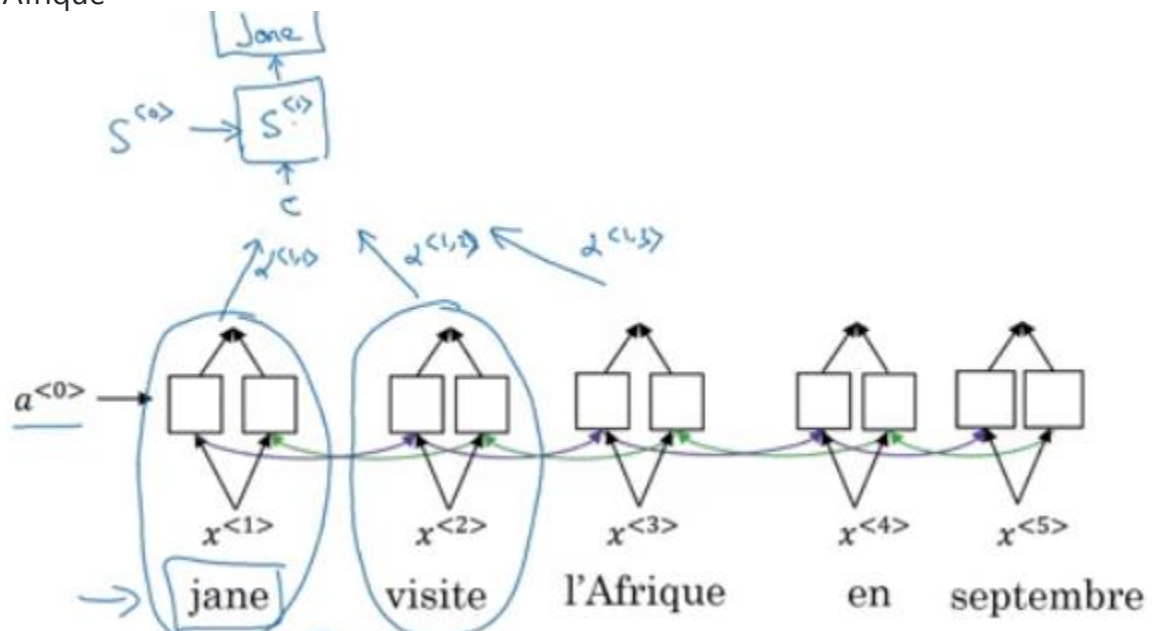 Afrique
Jane
S<0> S<1>
c
α<1,1> α<1,2> α<1,3>
a<0>
x<1> x<2> x<3> x<4> x<5>
jane visite l'Afrique en septembre